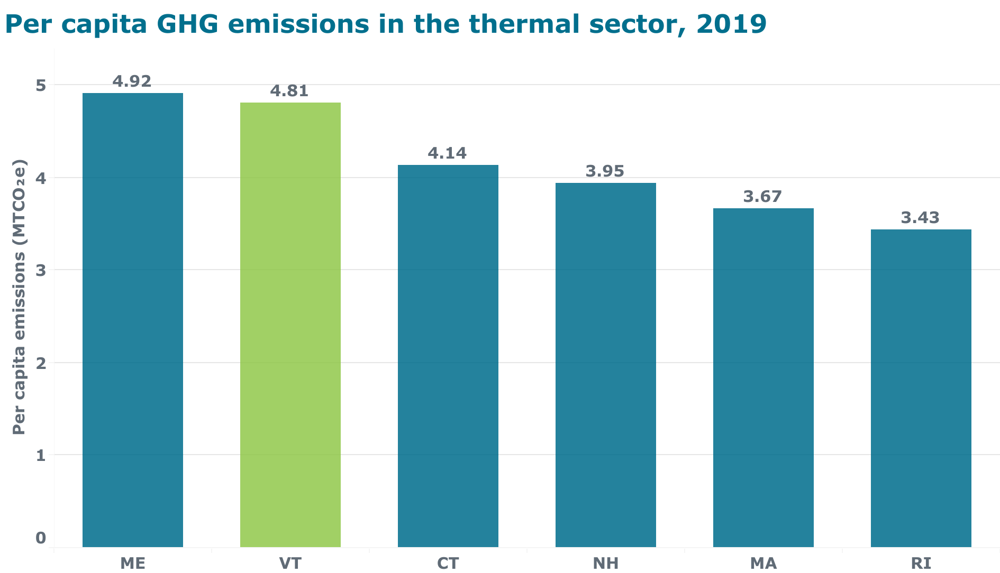 Per capita GHG emissions in the thermal sector, 2019
Per capita emissions (MTCO₂e)
5
4
3
2
1
0
4.92
4.81
4.14
3.95
3.67
3.43
ME
VT
CT
NH
MA
RI